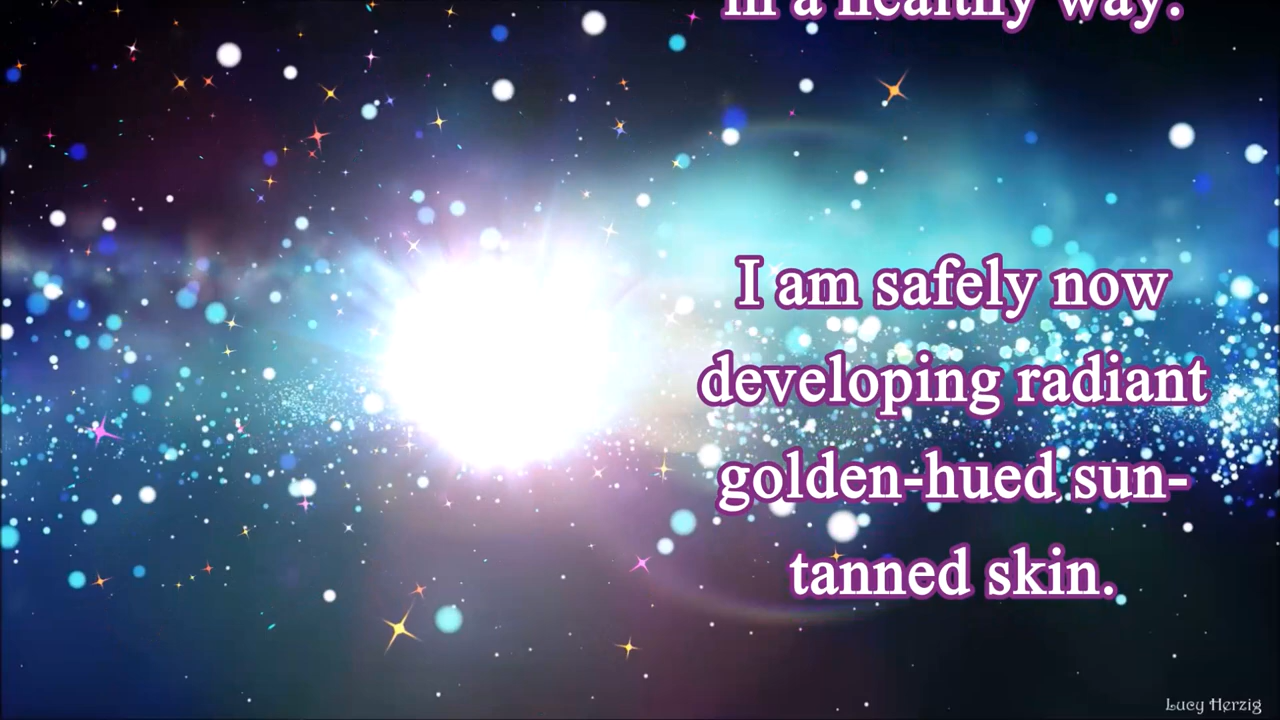 in a healthy way.
I am safely now
developing radiant
golden-hued sun-
tanned skin.
Lucy Herzig